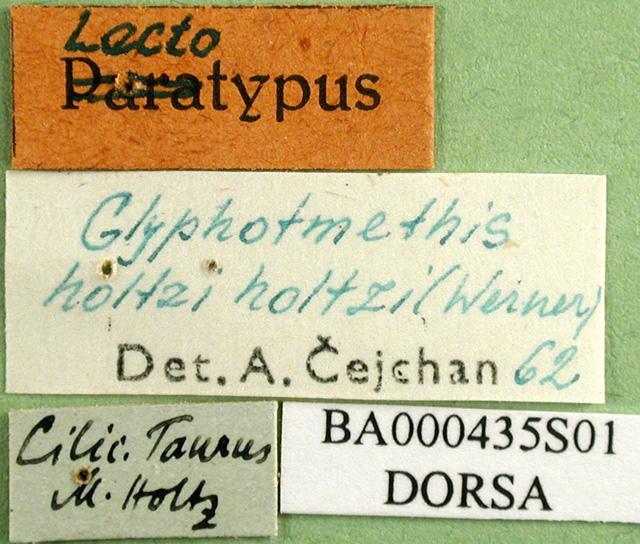 Lecto
Paratypus
Glyphotmethis
holtzi holtzi (Werner)
Det. A. Čejchan 62
Cilic. Taurus
M. Holtz
BA000435S01
DORSA